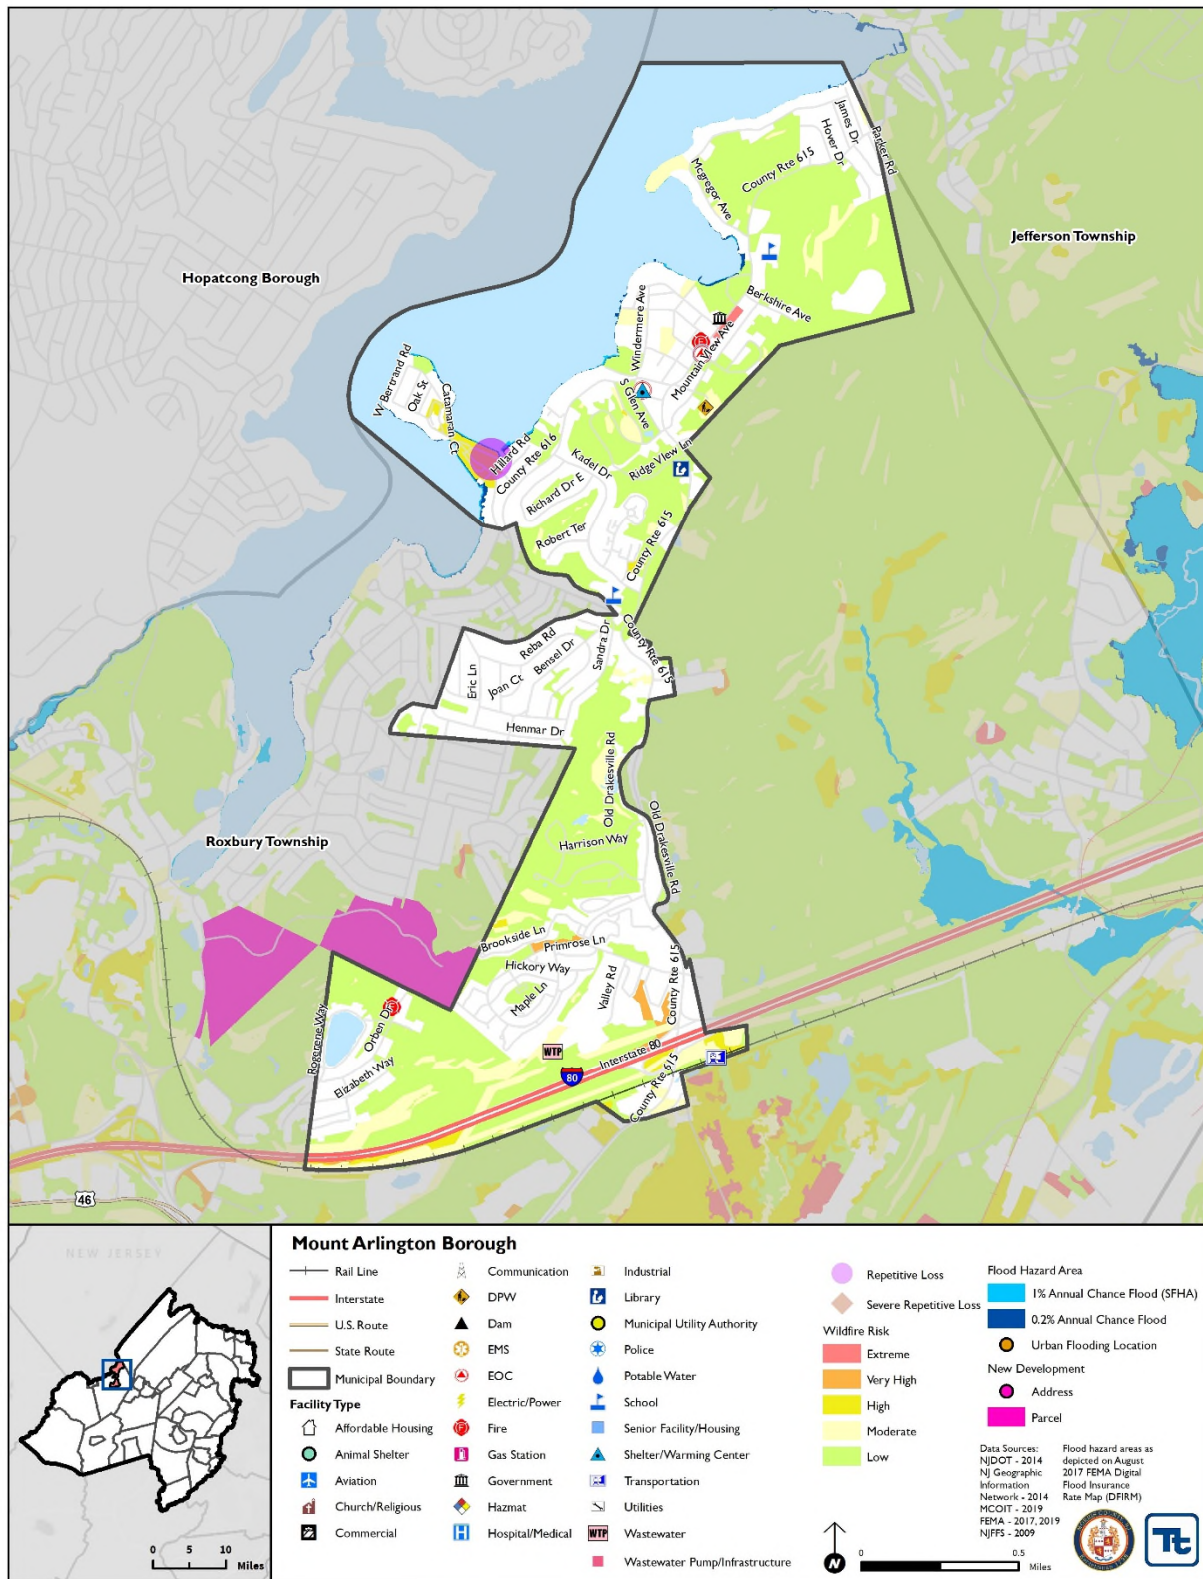 James Dr
Hover Dr
Parker Rd
County Rte 615
Mcgregor Ave
Jefferson Township
Hopatcong Borough
Berkshire Ave
Windermere Ave
Mountain View Ave
W Bertrand Rd
Oak St
Catamaran Ct
S Glen Ave
Hillard Rd
County Rte 616
Kadel Dr
Ridge View Ln
Richard Dr E
Robert Ter
County Rte 615
County Rte 615
Sandra Dr
Reba Rd
Bensel Dr
Joan Ct
Eric Ln
Henmar Dr
Old Drakesville Rd
Old Drakesville Rd
Harrison Way
Roxbury Township
Brookside Ln
Primrose Ln
Hickory Way
Maple Ln
Valley Rd
County Rte 615
Rogerene Way
Orben Dr
Elizabeth Way
WTP
Interstate 80
80
County Rte 615
46
NEW JERSEY
0 5 10
Miles
Mount Arlington Borough
Rail Line
Interstate
U.S. Route
State Route
Municipal Boundary
Facility Type
Affordable Housing
Animal Shelter
Aviation
Church/Religious
Commercial
Communication
DPW
Dam
EMS
EOC
Electric/Power
Fire
Gas Station
Government
Hazmat
Hospital/Medical
Industrial
Library
Municipal Utility Authority
Police
Potable Water
School
Senior Facility/Housing
Shelter/Warming Center
Transportation
Utilities
WTP Wastewater
Wastewater Pump/Infrastructure
Repetitive Loss
Severe Repetitive Loss
Wildfire Risk
Extreme
Very High
High
Moderate
Low
Flood Hazard Area
1% Annual Chance Flood (SFHA)
0.2% Annual Chance Flood
Urban Flooding Location
New Development
Address
Parcel
Data Sources:
NJDOT - 2014
NJ Geographic
Information
Network - 2014
MCOIT - 2019
FEMA - 2017, 2019
NJFFS - 2009
Flood hazard areas as
depicted on August
2017 FEMA Digital
Flood Insurance
Rate Map (DFIRM)
N
0 0.5
Miles
Tt